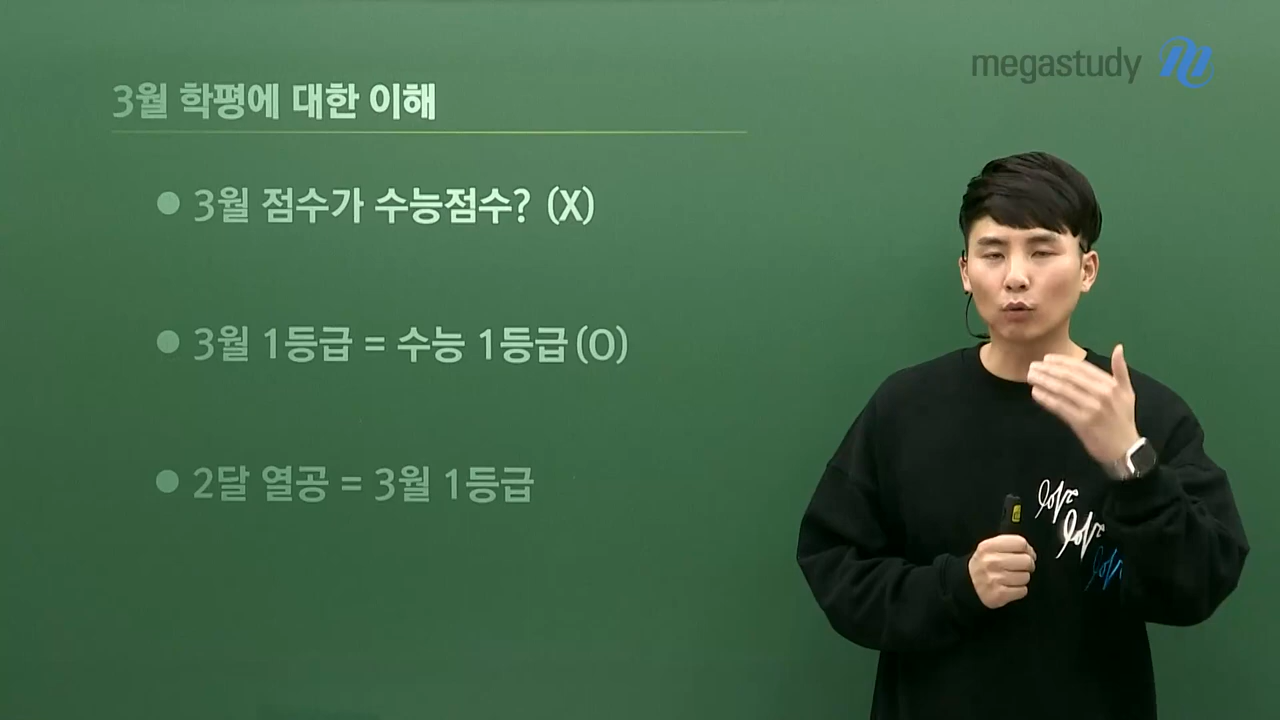 megastudy
3월 학평에 대한 이해
● 3월 점수가 수능점수? (X)
● 3월 1등급 = 수능 1등급(O)
● 2달 열공 = 3월 1등급
love
love